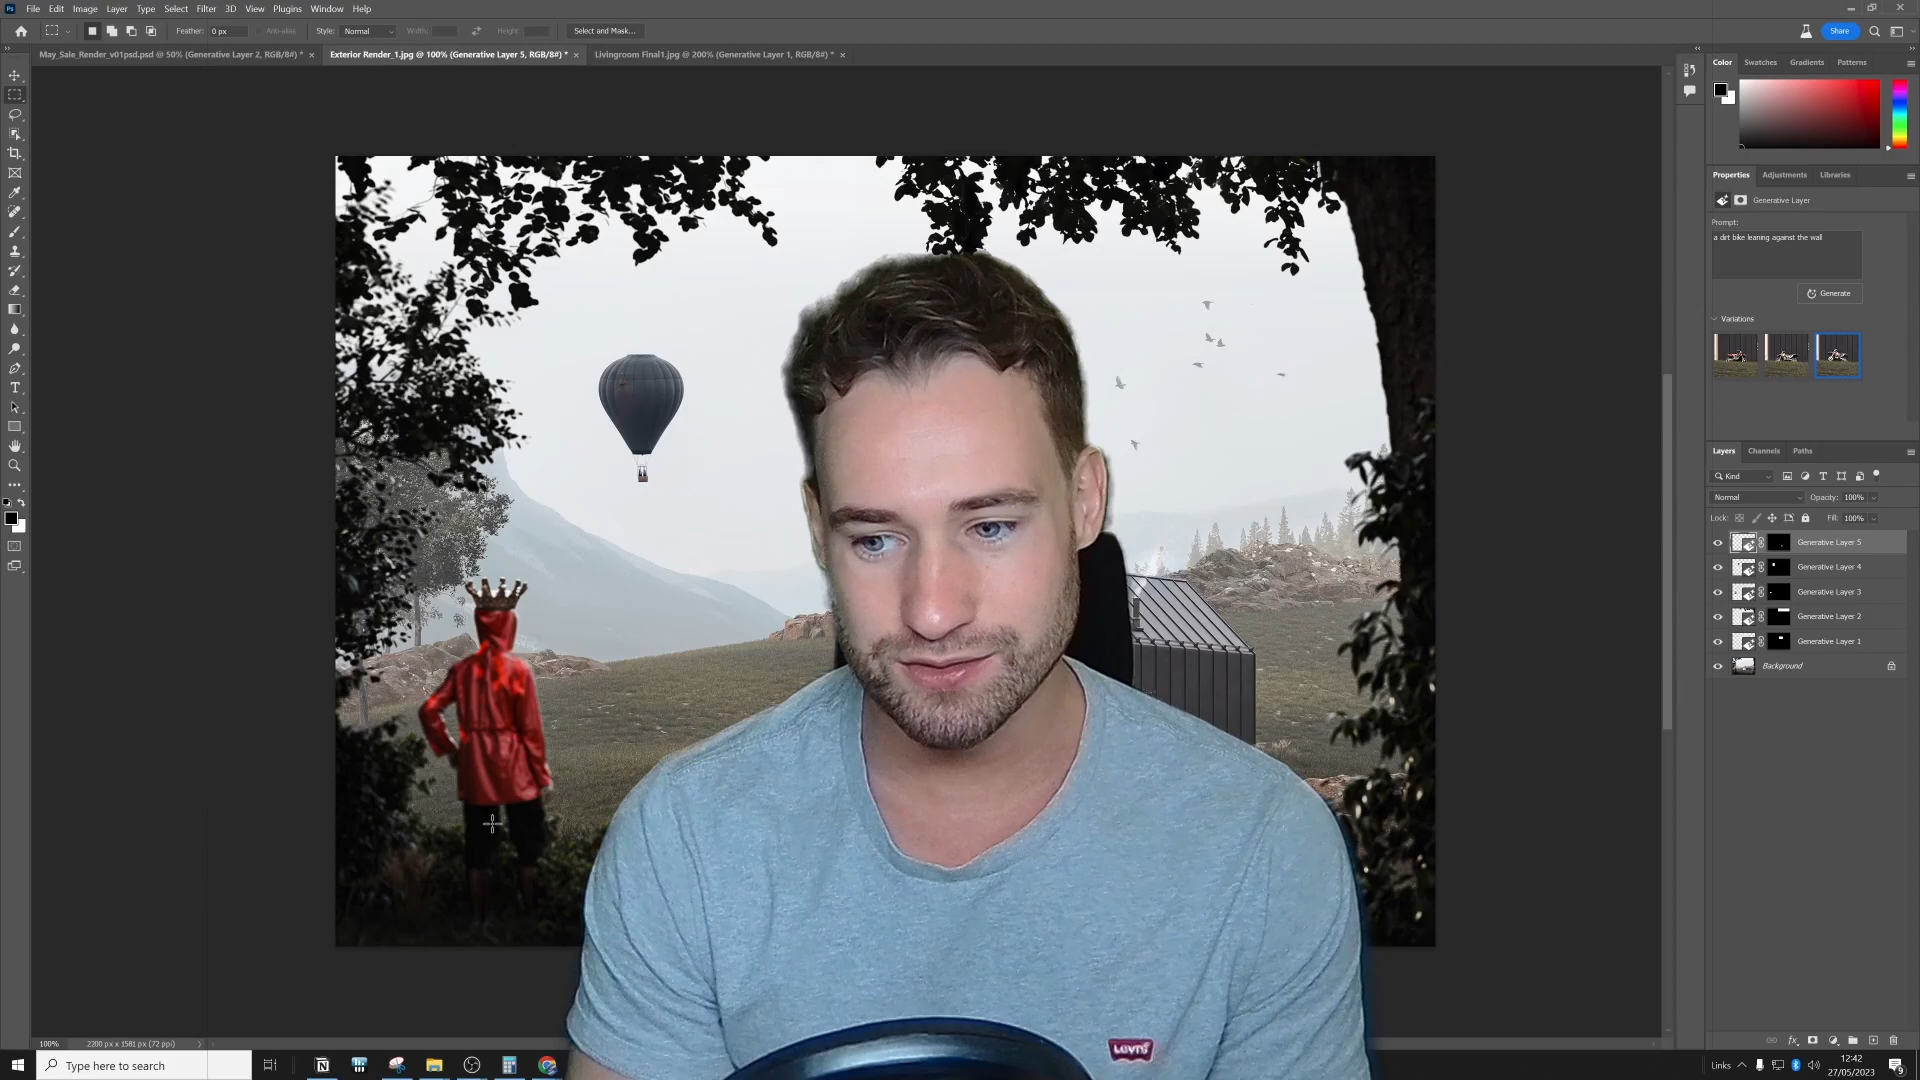 Ps File Edit Image Layer Type Select Filter 3D View Plugins Window Help
Feather: 0 px Anti-alias Style: Normal Width: Height: Select and Mask... Share
May_Sale_Render_v01psd.psd @ 50% (Generative Layer 2, RGB/8#) * × Exterior Render_1.jpg @ 100% (Generative Layer 5, RGB/8#) * × Livingroom Final1.jpg @ 200% (Generative Layer 1, RGB/8#) * ×
Color Swatches Gradients Patterns
Properties Adjustments Libraries
Generative Layer
Prompt:
a dirt bike leaning against the wall
Generate
Variations
Layers Channels Paths
Kind
Normal Opacity: 100%
Lock: Fill: 100%
Generative Layer 5
Generative Layer 4
Generative Layer 3
Generative Layer 2
Generative Layer 1
Background
Levi's
100% 2200 px x 1581 px (72 ppi)
Type here to search
Links
12:42
27/05/2023